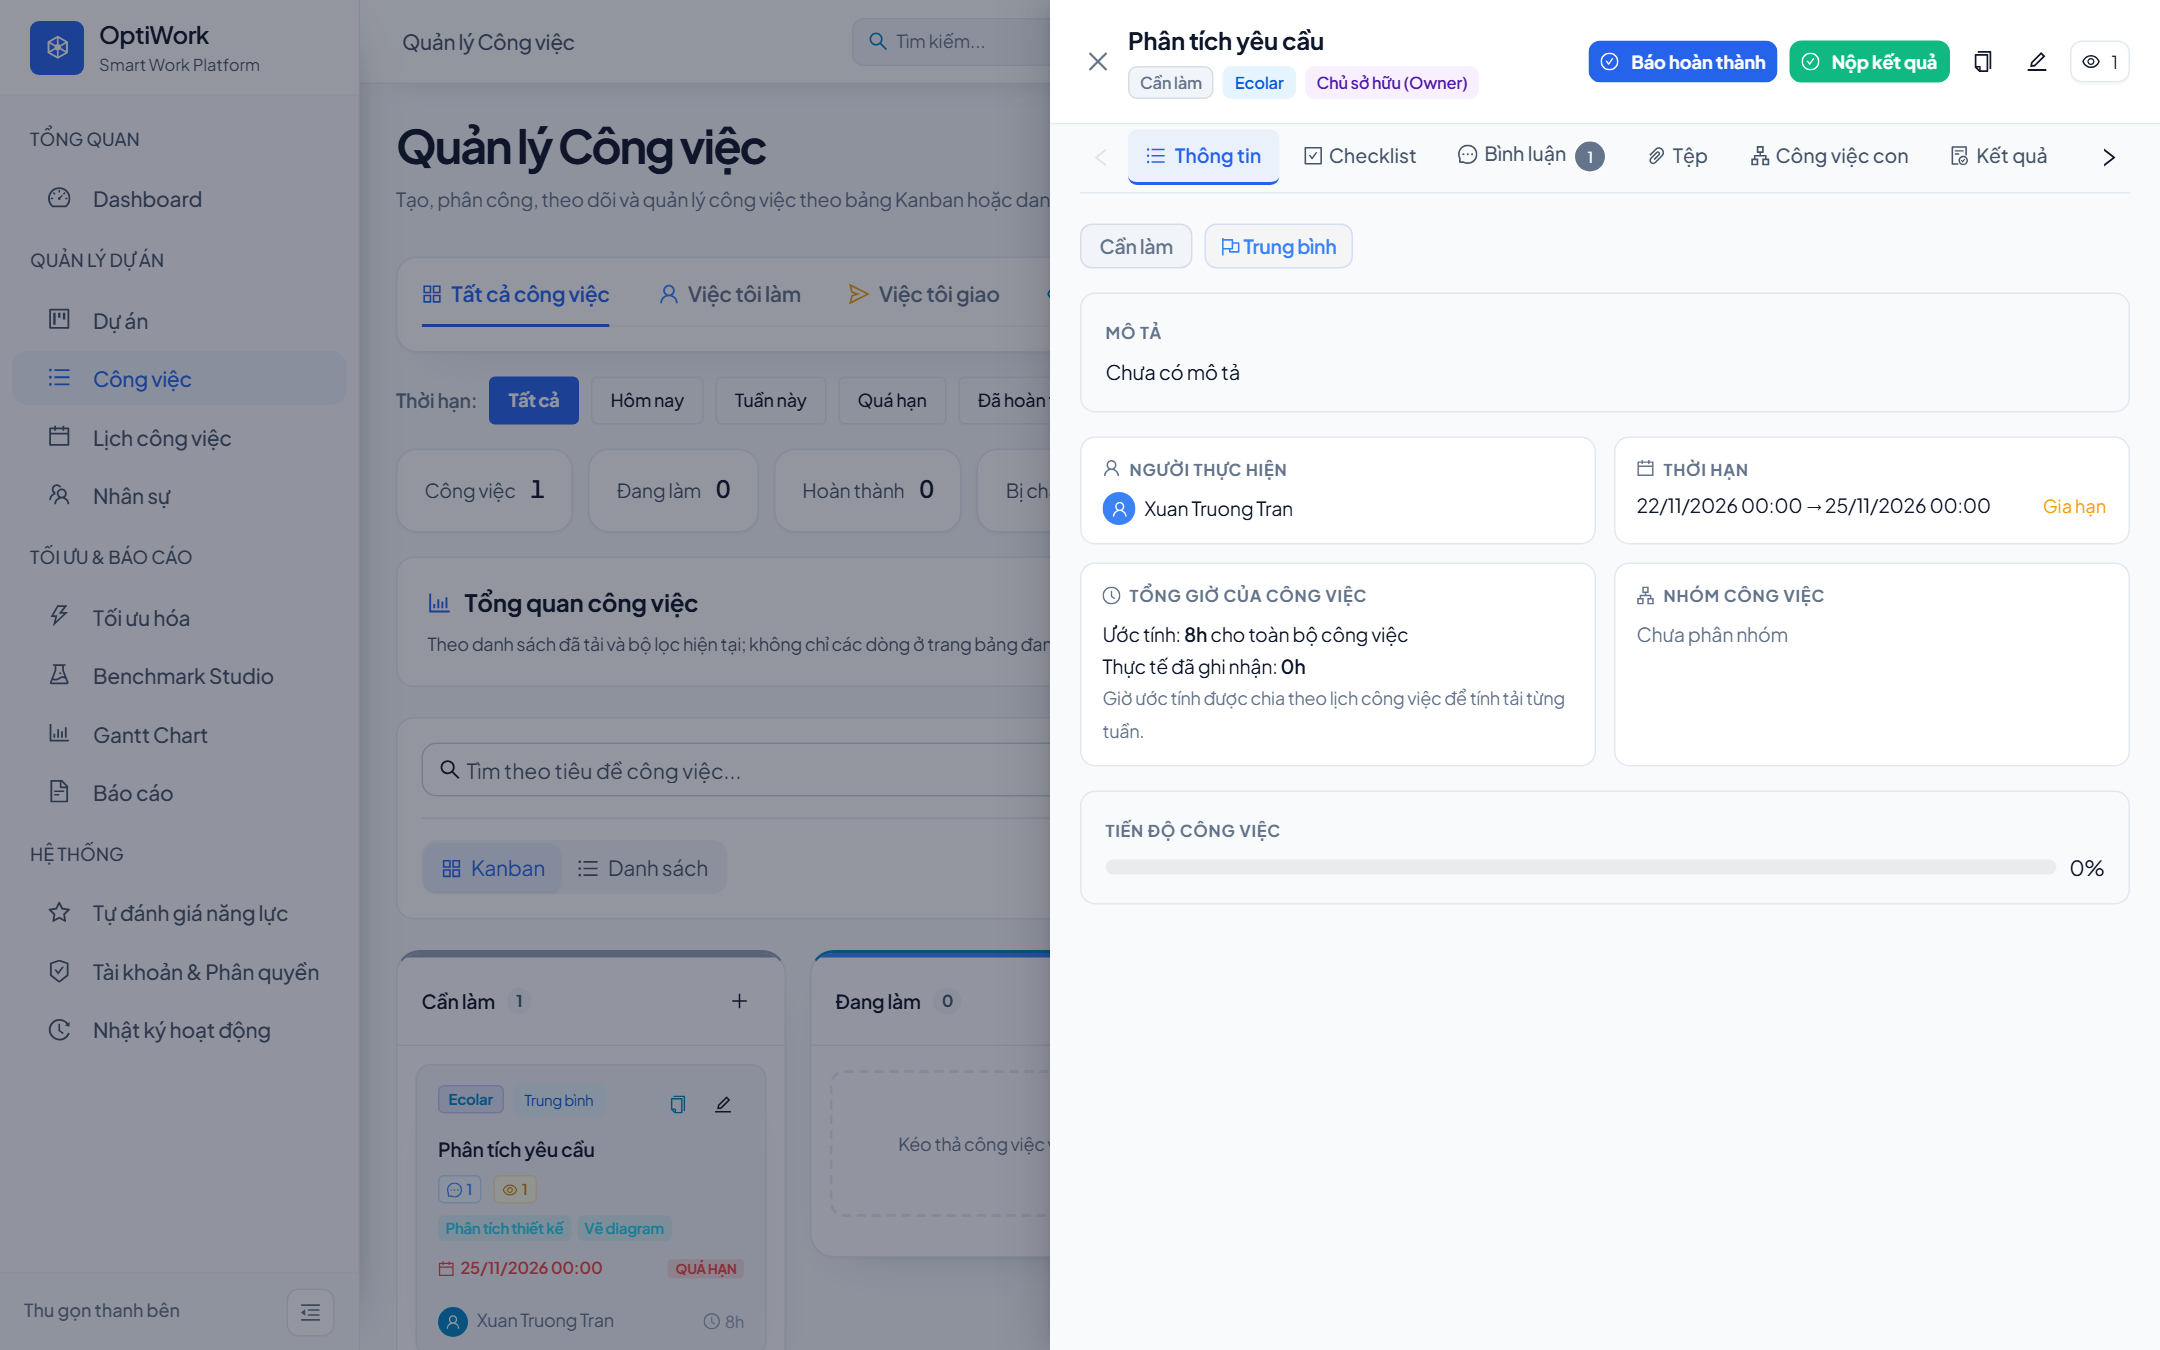 OptiWork
Smart Work Platform
TỔNG QUAN
Dashboard
QUẢN LÝ DỰ ÁN
Dự án
Công việc
Lịch công việc
Nhân sự
TỐI ƯU & BÁO CÁO
Tối ưu hóa
Benchmark Studio
Gantt Chart
Báo cáo
HỆ THỐNG
Tự đánh giá năng lực
Tài khoản & Phân quyền
Nhật ký hoạt động
Thu gọn thanh bên
Quản lý Công việc
Tìm kiếm...
Quản lý Công việc
Tạo, phân công, theo dõi và quản lý công việc theo bảng Kanban hoặc dan
Tất cả công việc
Việc tôi làm
Việc tôi giao
Thời hạn:
Tất cả
Hôm nay
Tuần này
Quá hạn
Đã hoàn
Công việc 1
Đang làm 0
Hoàn thành 0
Bị ch
Tổng quan công việc
Theo danh sách đã tải và bộ lọc hiện tại; không chỉ các dòng ở trang bảng đan
Tìm theo tiêu đề công việc...
Kanban
Danh sách
Cần làm 1
Đang làm 0
Ecolar
Trung bình
Phân tích yêu cầu
1
1
Phân tích thiết kế
Vẽ diagram
25/11/2026 00:00
QUÁ HẠN
Xuan Truong Tran
8h
Kéo thả công việc v
Phân tích yêu cầu
Cần làm
Ecolar
Chủ sở hữu (Owner)
Báo hoàn thành
Nộp kết quả
1
Thông tin
Checklist
Bình luận 1
Tệp
Công việc con
Kết quả
Cần làm
Trung bình
MÔ TẢ
Chưa có mô tả
NGƯỜI THỰC HIỆN
Xuan Truong Tran
THỜI HẠN
22/11/2026 00:00 → 25/11/2026 00:00
Gia hạn
TỔNG GIỜ CỦA CÔNG VIỆC
Ước tính: 8h cho toàn bộ công việc
Thực tế đã ghi nhận: 0h
Giờ ước tính được chia theo lịch công việc để tính tải từng
tuần.
NHÓM CÔNG VIỆC
Chưa phân nhóm
TIẾN ĐỘ CÔNG VIỆC
0%